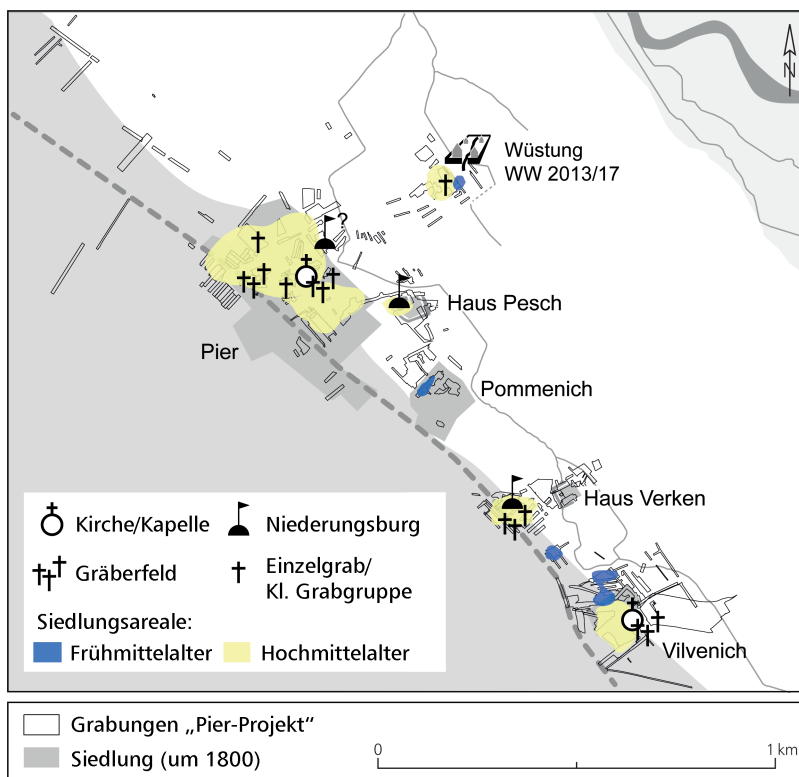 N
Wüstung
WW 2013/17
?
Haus Pesch
Pier
Pommenich
Haus Verken
Vilvenich
Kirche/Kapelle
Niederungsburg
Gräberfeld
Einzelgrab/
Kl. Grabgruppe
Siedlungsareale:
Frühmittelalter
Hochmittelalter
Grabungen „Pier-Projekt“
Siedlung (um 1800)
0
1 km